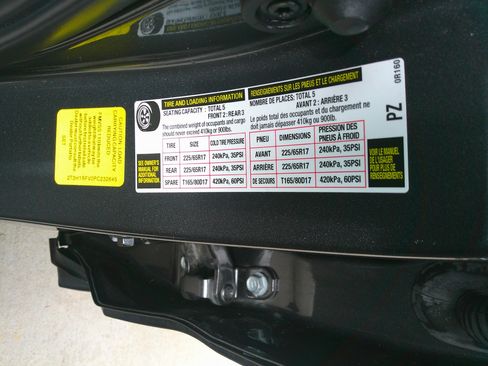 TIRE AND LOADING INFORMATION
SEATING CAPACITY : TOTAL 5
FRONT 2 : REAR 3
The combined weight of occupants and cargo
should never exceed 410kg or 900lbs.
TIRE SIZE COLD TIRE PRESSURE
FRONT 225/65R17 240kPa, 35PSI
REAR 225/65R17 240kPa, 35PSI
SPARE T165/80D17 420kPa, 60PSI
SEE OWNER'S
MANUAL FOR
ADDITIONAL
INFORMATION
RENSEIGNEMENTS SUR LES PNEUS ET LE CHARGEMENT
NOMBRE DE PLACES: TOTAL 5
AVANT 2 : ARRIÈRE 3
Le poids total des occupants et du chargement ne
doit jamais dépasser 410kg ou 900lb.
PNEU DIMENSIONS PRESSION DES
PNEUS À FROID
AVANT 225/65R17 240kPa, 35PSI
ARRIÈRE 225/65R17 240kPa, 35PSI
DE SECOURS T165/80D17 420kPa, 60PSI
VOIR LE MANUEL
DE L'USAGER
POUR PLUS DE
RENSEIGNEMENTS
PZ
0R160
CAUTION: LOAD
CARRYING CAPACITY
REDUCED